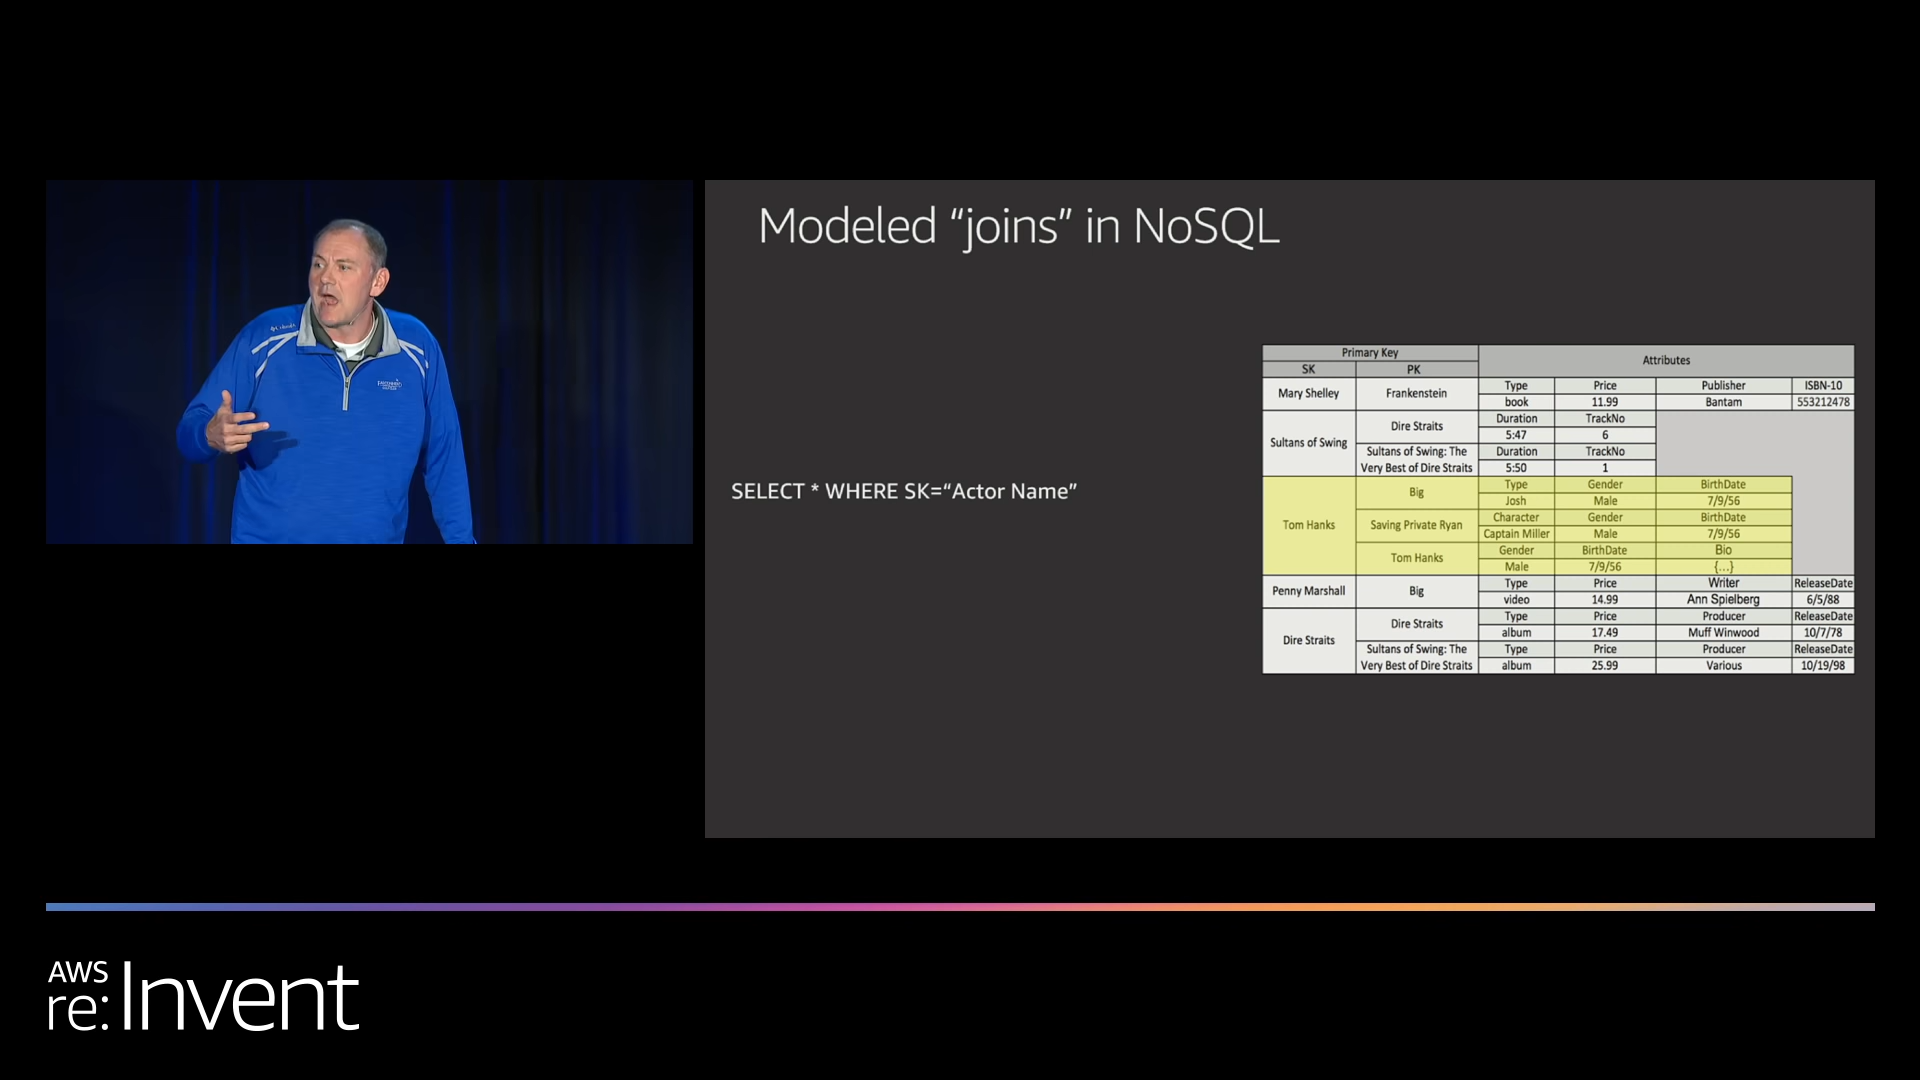 Modeled “joins” in NoSQL
SELECT * WHERE SK=“Actor Name”
Primary Key Attributes
SK PK
Mary Shelley Frankenstein Type Price Publisher ISBN-10
book 11.99 Bantam 553212478
Sultans of Swing Dire Straits Duration TrackNo
5:47 6
Sultans of Swing: The Duration TrackNo
Very Best of Dire Straits 5:50 1
Tom Hanks Big Type Gender BirthDate
Josh Male 7/9/56
Saving Private Ryan Character Gender BirthDate
Captain Miller Male 7/9/56
Tom Hanks Gender BirthDate Bio
Male 7/9/56 {...}
Penny Marshall Big Type Price Writer ReleaseDate
video 14.99 Ann Spielberg 6/5/88
Dire Straits Dire Straits Type Price Producer ReleaseDate
album 17.49 Muff Winwood 10/7/78
Sultans of Swing: The Type Price Producer ReleaseDate
Very Best of Dire Straits album 25.99 Various 10/19/98
AWS
re:Invent